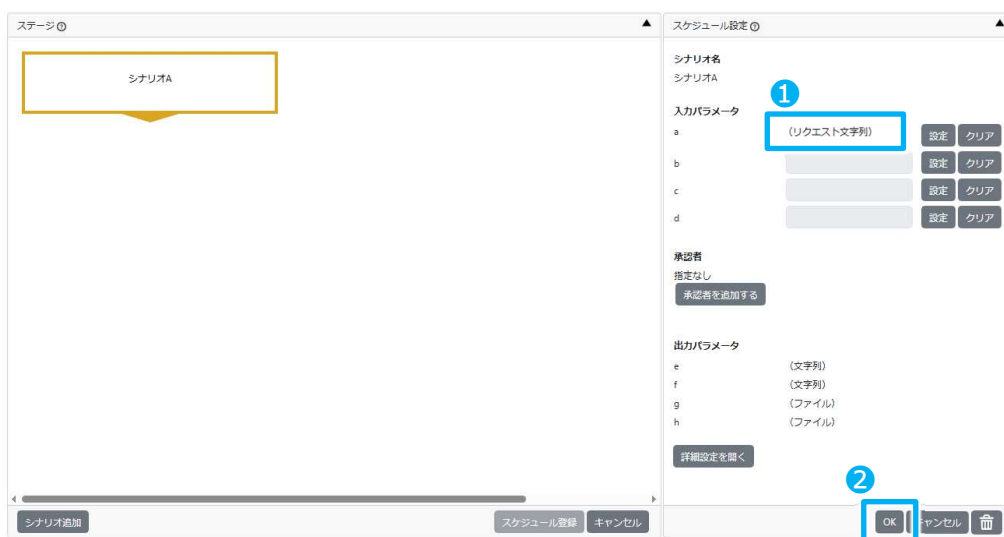 ステージ
シナリオA
シナリオ追加
スケジュール登録 キャンセル
スケジュール設定
シナリオ名
シナリオA
1
入力パラメータ
a (リクエスト文字列) 設定 クリア
b 設定 クリア
c 設定 クリア
d 設定 クリア
承認者
指定なし
承認者を追加する
出力パラメータ
e (文字列)
f (文字列)
g (ファイル)
h (ファイル)
詳細設定を開く
2
OK キャンセル